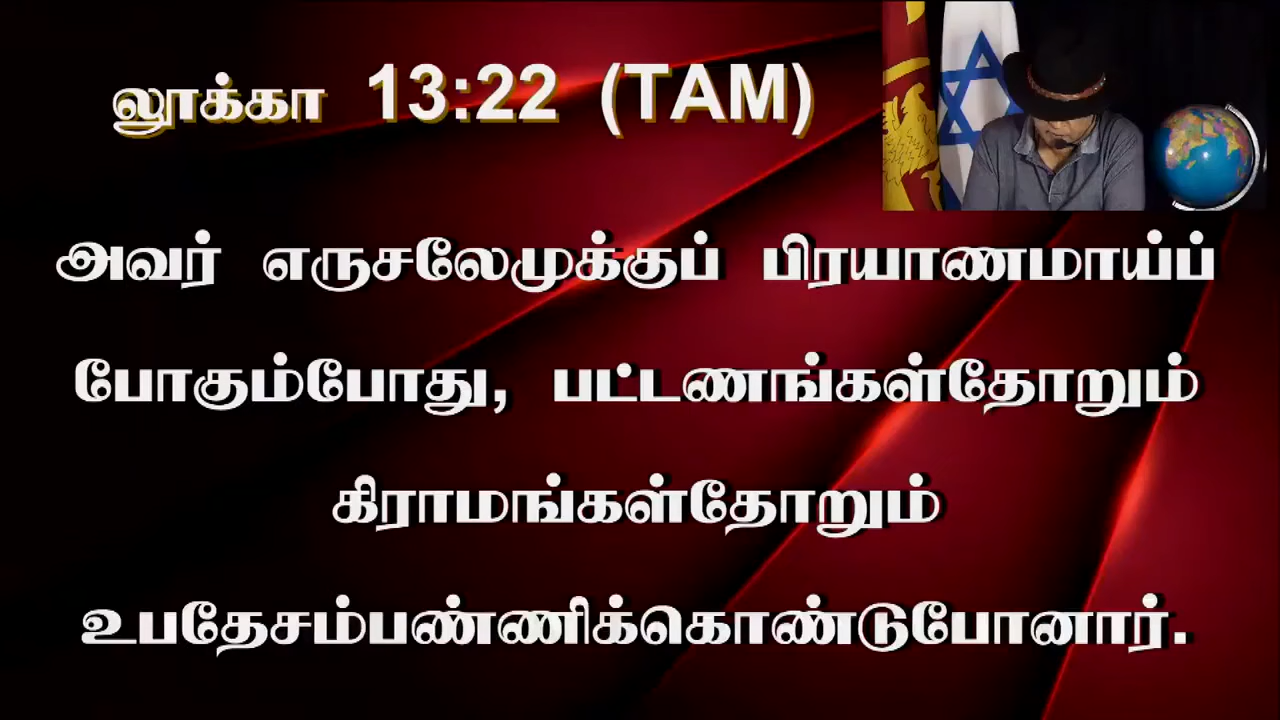 லூக்கா 13:22 (TAM)
அவர் எருசலேமுக்குப் பிரயாணமாய்ப்
போகும்போது, பட்டணங்கள்தோறும்
கிராமங்கள்தோறும்
உபதேசம்பண்ணிக்கொண்டுபோனார்.